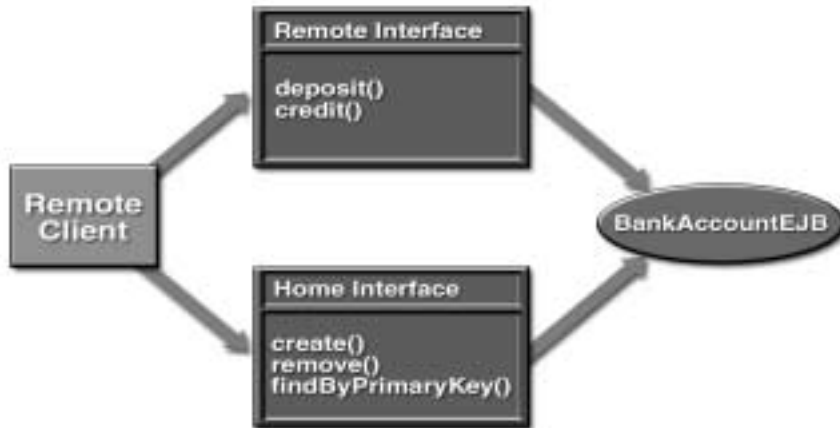 Remote Interface
deposit()
credit()
Remote
Client
BankAccountEJB
Home Interface
create()
remove()
findByPrimaryKey()